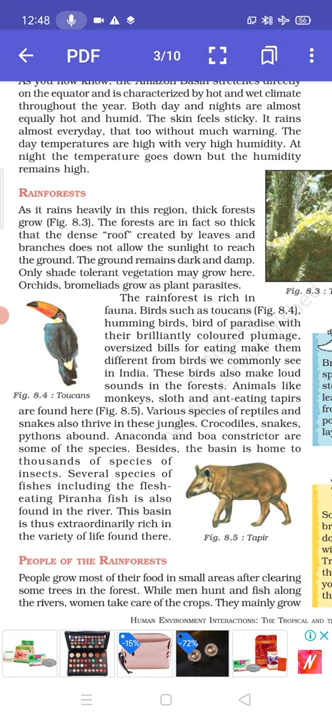 12:48
56
PDF
3/10
As you now know, the Amazon Basin stretches directly
on the equator and is characterized by hot and wet climate
throughout the year. Both day and nights are almost
equally hot and humid. The skin feels sticky. It rains
almost everyday, that too without much warning. The
day temperatures are high with very high humidity. At
night the temperature goes down but the humidity
remains high.
RAINFORESTS
As it rains heavily in this region, thick forests
grow (Fig. 8.3). The forests are in fact so thick
that the dense “roof” created by leaves and
branches does not allow the sunlight to reach
the ground. The ground remains dark and damp.
Only shade tolerant vegetation may grow here.
Orchids, bromeliads grow as plant parasites.
Fig. 8.3 : T
The rainforest is rich in
fauna. Birds such as toucans (Fig. 8.4),
humming birds, bird of paradise with
their brilliantly coloured plumage,
oversized bills for eating make them
different from birds we commonly see
in India. These birds also make loud
sounds in the forests. Animals like
monkeys, sloth and ant-eating tapirs
Fig. 8.4 : Toucans
are found here (Fig. 8.5). Various species of reptiles and
snakes also thrive in these jungles. Crocodiles, snakes,
pythons abound. Anaconda and boa constrictor are
some of the species. Besides, the basin is home to
thousands of species of
insects. Several species of
fishes including the flesh-
eating Piranha fish is also
found in the river. This basin
is thus extraordinarily rich in
the variety of life found there.
Fig. 8.5 : Tapir
PEOPLE OF THE RAINFORESTS
People grow most of their food in small areas after clearing
some trees in the forest. While men hunt and fish along
the rivers, women take care of the crops. They mainly grow
HUMAN ENVIRONMENT INTERACTIONS: THE TROPICAL AND T
-15%
-72%